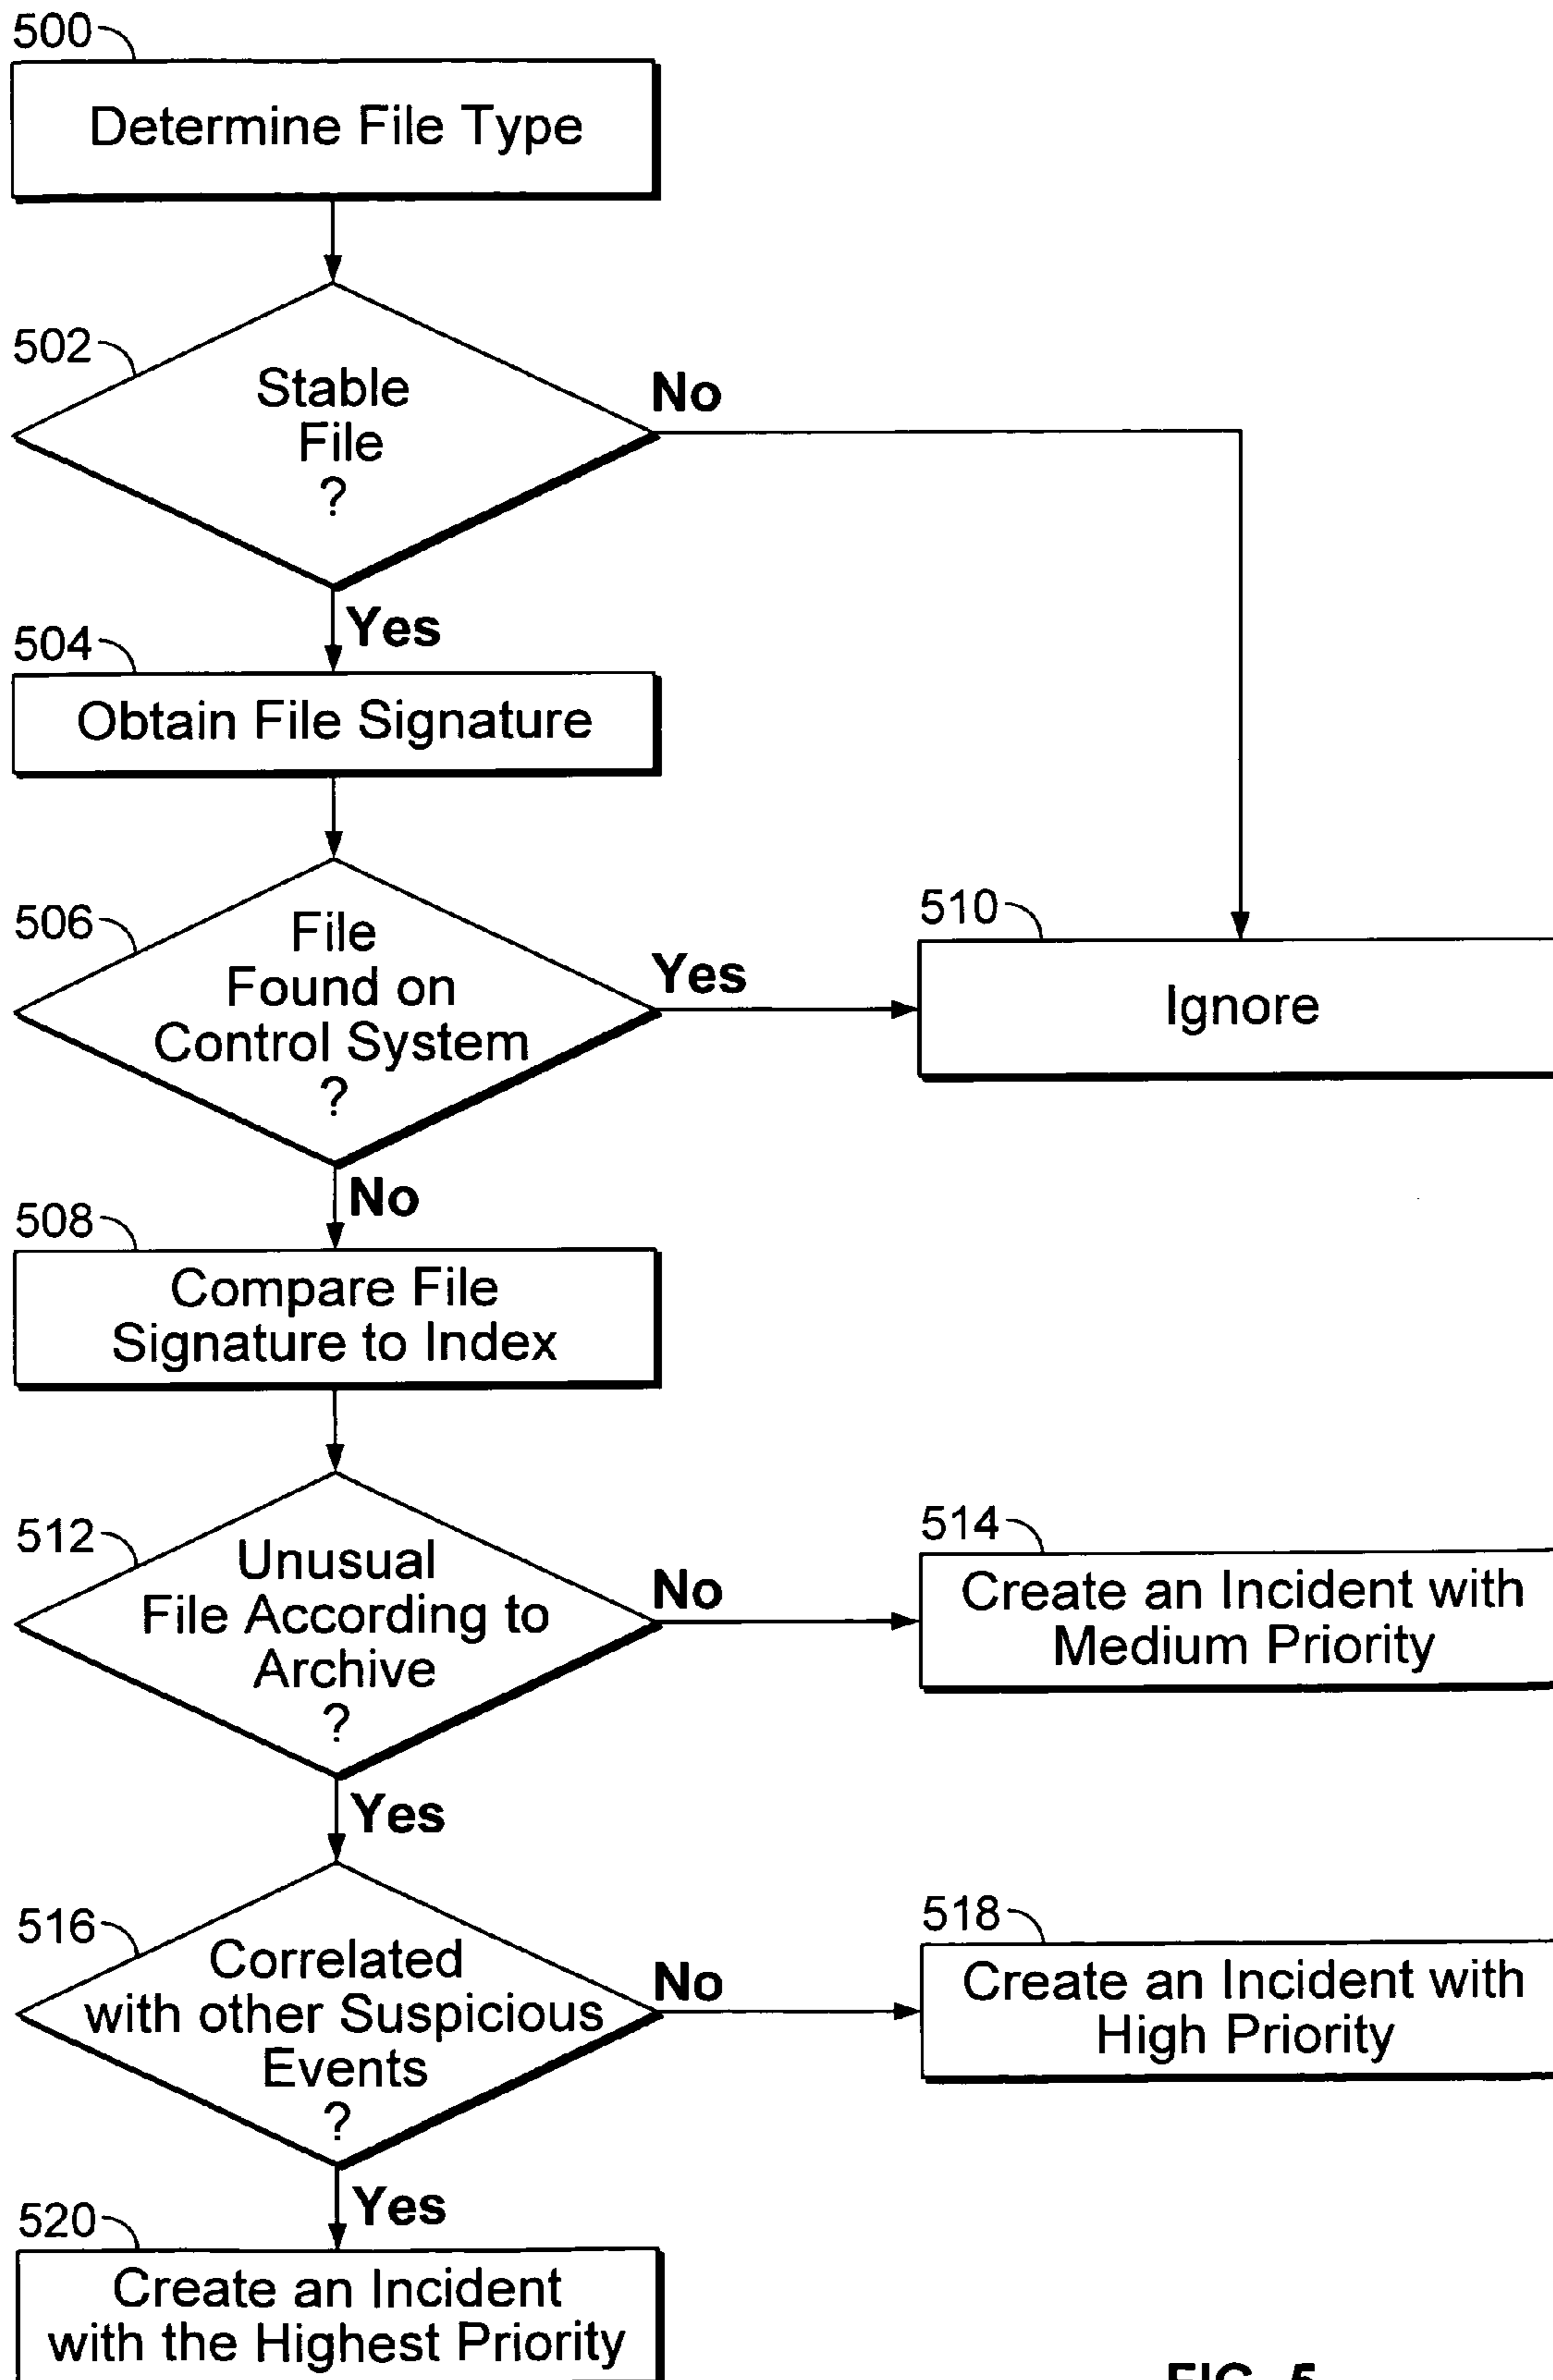 500
Determine File Type
502
Stable
File
?
No
Yes
504
Obtain File Signature
506
File
Found on
Control System
?
Yes
510
Ignore
No
508
Compare File
Signature to Index
512
Unusual
File According to
Archive
?
No
514
Create an Incident with
Medium Priority
Yes
516
Correlated
with other Suspicious
Events
?
No
518
Create an Incident with
High Priority
Yes
520
Create an Incident
with the Highest Priority
FIG. 5